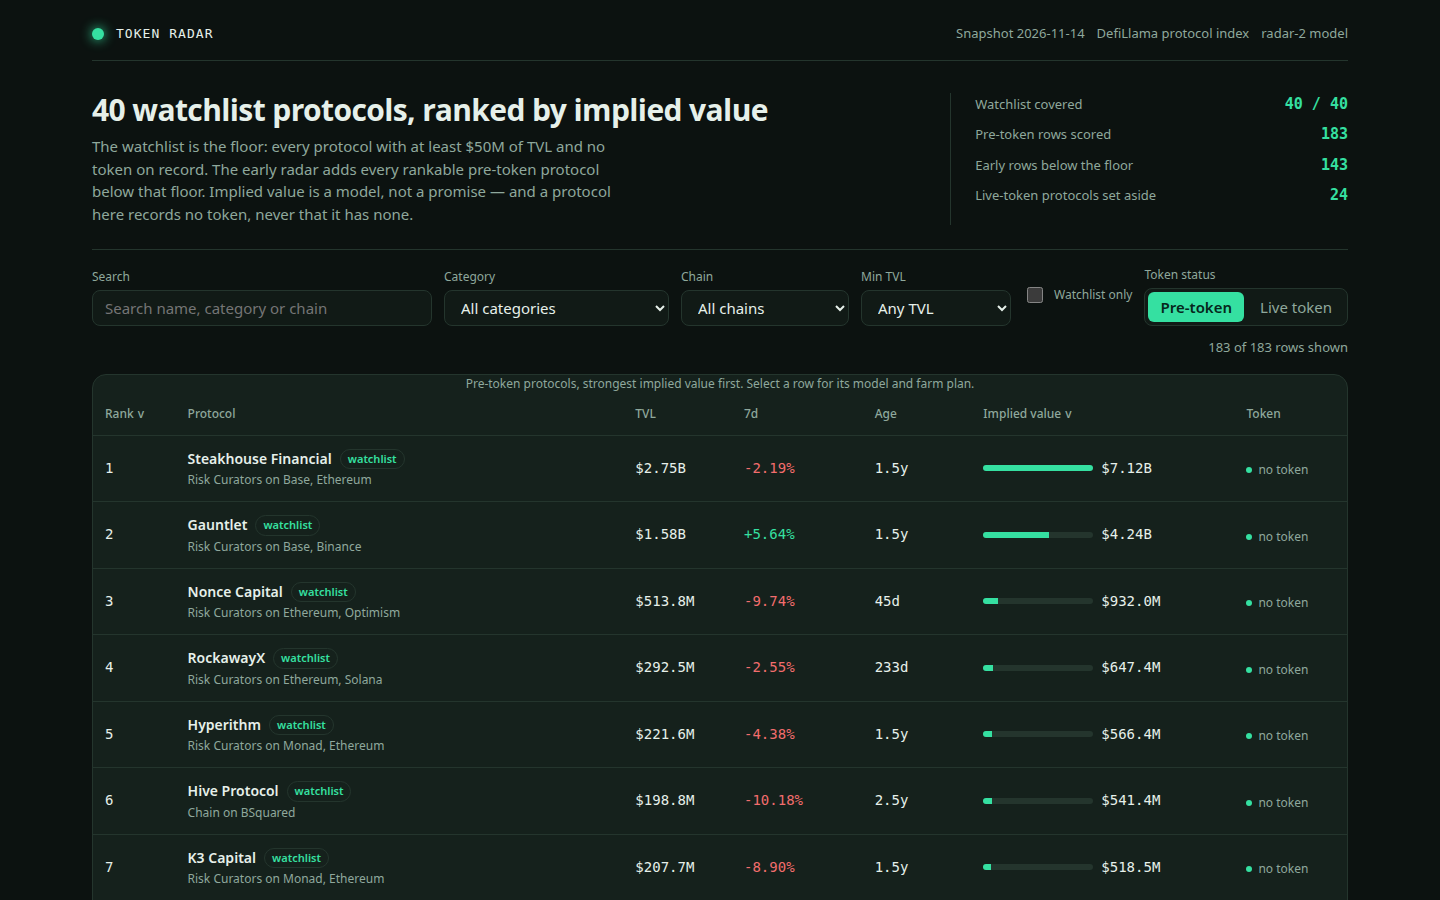 TOKEN RADAR
Snapshot 2026-11-14 DefiLlama protocol index radar-2 model
40 watchlist protocols, ranked by implied value
The watchlist is the floor: every protocol with at least $50M of TVL and no
token on record. The early radar adds every rankable pre-token protocol
below that floor. Implied value is a model, not a promise — and a protocol
here records no token, never that it has none.
Watchlist covered 40 / 40
Pre-token rows scored 183
Early rows below the floor 143
Live-token protocols set aside 24
Search Category Chain Min TVL Token status
Search name, category or chain All categories All chains Any TVL Watchlist only Pre-token Live token
183 of 183 rows shown
Pre-token protocols, strongest implied value first. Select a row for its model and farm plan.
Rank v Protocol TVL 7d Age Implied value v Token
1 Steakhouse Financial watchlist $2.75B -2.19% 1.5y $7.12B no token
Risk Curators on Base, Ethereum
2 Gauntlet watchlist $1.58B +5.64% 1.5y $4.24B no token
Risk Curators on Base, Binance
3 Nonce Capital watchlist $513.8M -9.74% 45d $932.0M no token
Risk Curators on Ethereum, Optimism
4 RockawayX watchlist $292.5M -2.55% 233d $647.4M no token
Risk Curators on Ethereum, Solana
5 Hyperithm watchlist $221.6M -4.38% 1.5y $566.4M no token
Risk Curators on Monad, Ethereum
6 Hive Protocol watchlist $198.8M -10.18% 2.5y $541.4M no token
Chain on BSquared
7 K3 Capital watchlist $207.7M -8.90% 1.5y $518.5M no token
Risk Curators on Monad, Ethereum